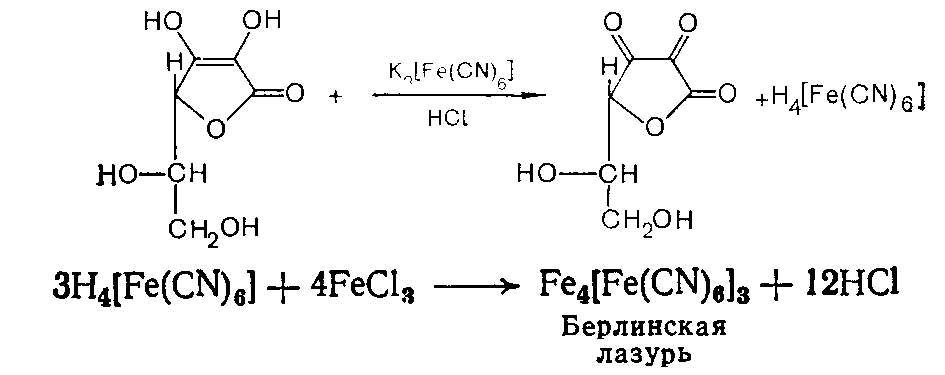 HO OH
H
K₃[Fe(CN)₆]
O + HCl O
O
HO—CH
CH₂OH
O O
H
O +H₄[Fe(CN)₆]
O
HO—CH
CH₂OH
3H₄[Fe(CN)₆] + 4FeCl₃ ⟶ Fe₄[Fe(CN)₆]₃ + 12HCl
Берлинская
лазурь